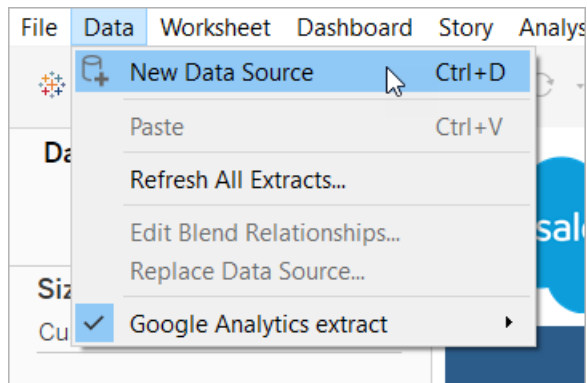 File Data Worksheet Dashboard Story Analys
New Data Source Ctrl+D
Paste Ctrl+V
Da
Refresh All Extracts...
Edit Blend Relationships...
sal
Replace Data Source...
Siz
Google Analytics extract
Cu